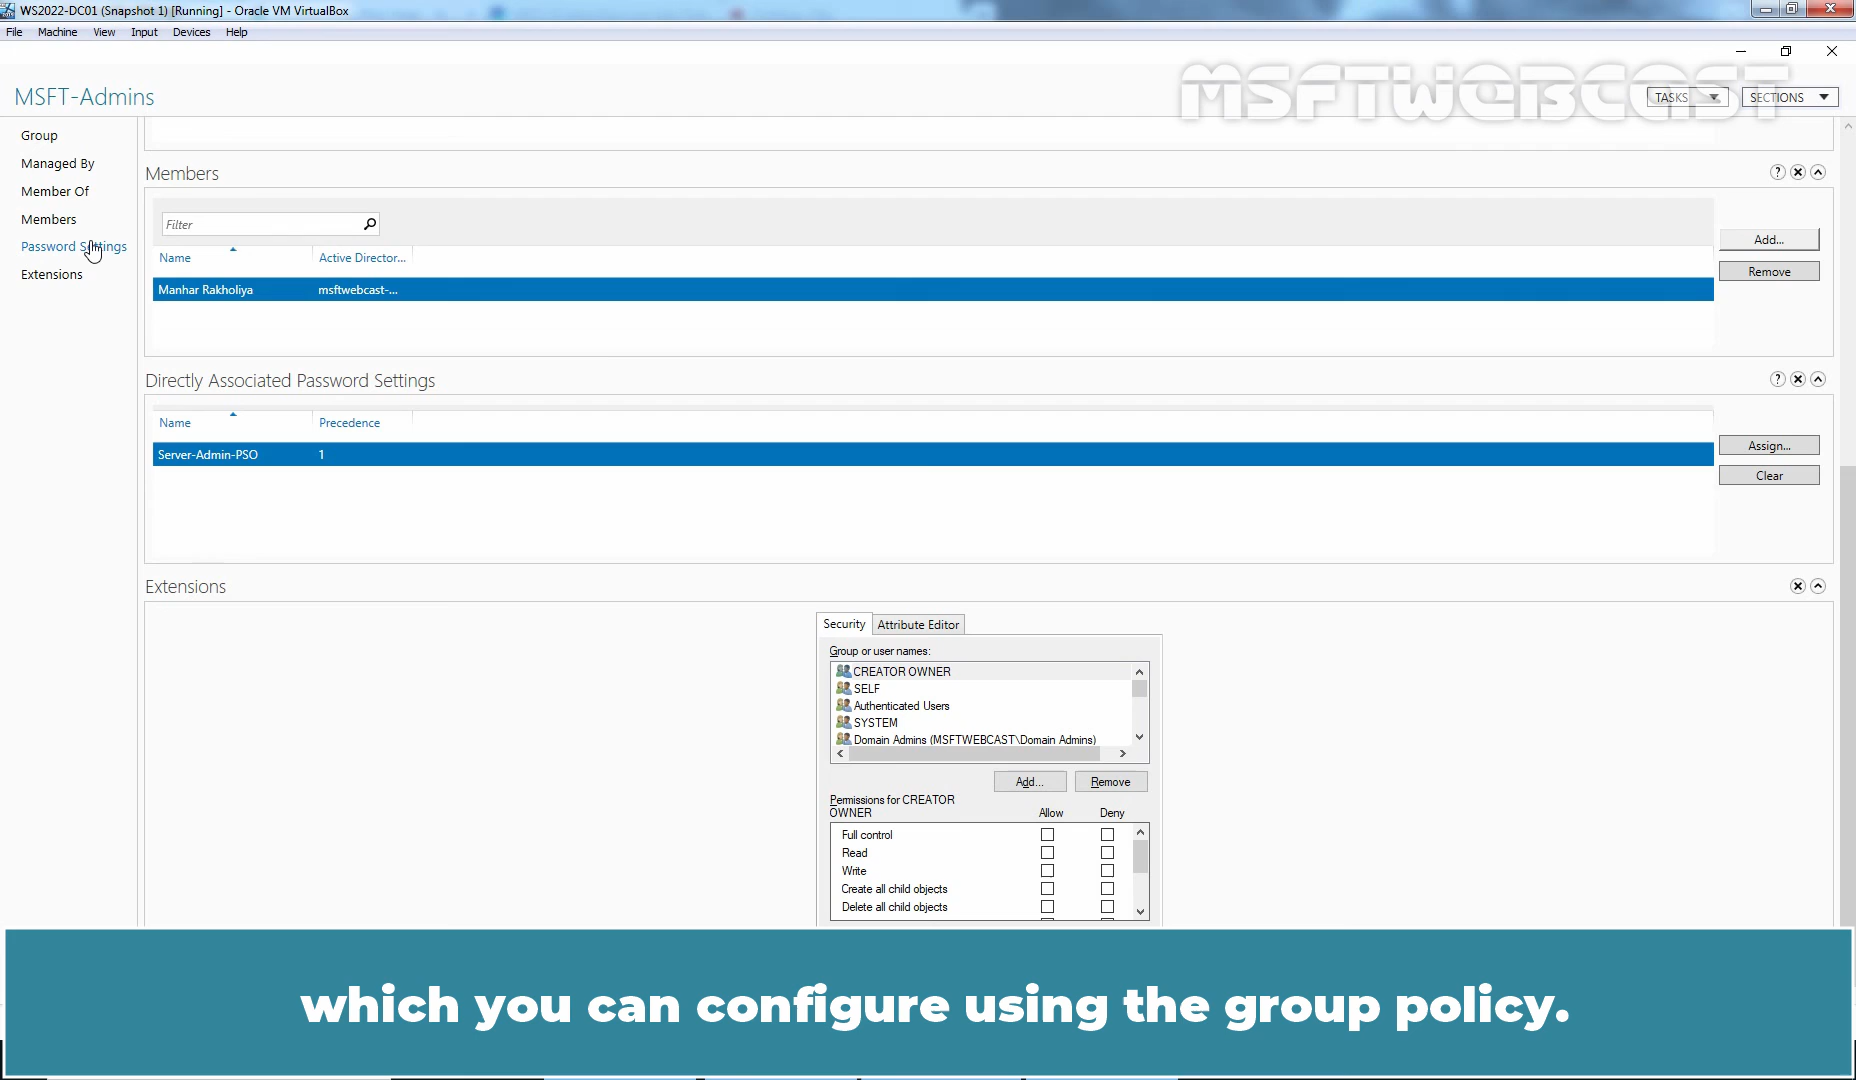 WS2022-DC01 (Snapshot 1) [Running] - Oracle VM VirtualBox
File Machine View Input Devices Help
MSFTWEBCAST
MSFT-Admins
TASKS SECTIONS
Group
Managed By
Member Of
Members
Password Settings
Extensions
Members
Filter
Add...
Name Active Director...
Remove
Manhar Rakholiya msftwebcast-...
Directly Associated Password Settings
Name Precedence
Assign...
Server-Admin-PSO 1
Clear
Extensions
Security Attribute Editor
Group or user names:
CREATOR OWNER
SELF
Authenticated Users
SYSTEM
Domain Admins (MSFTWEBCAST\Domain Admins)
Add... Remove
Permissions for CREATOR
OWNER Allow Deny
Full control
Read
Write
Create all child objects
Delete all child objects
which you can configure using the group policy.